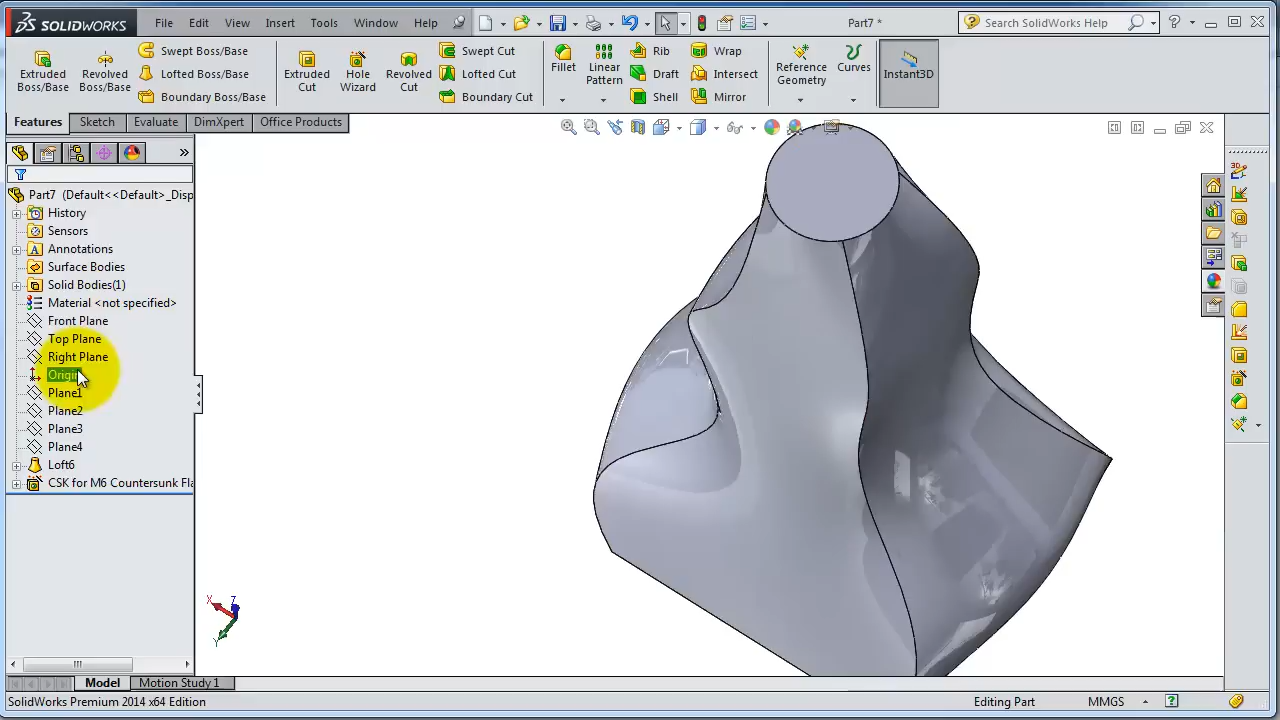 SOLIDWORKS File Edit View Insert Tools Window Help Part7 * Search SolidWorks Help
Extruded Boss/Base
Revolved Boss/Base
Swept Boss/Base
Lofted Boss/Base
Boundary Boss/Base
Extruded Cut
Hole Wizard
Revolved Cut
Swept Cut
Lofted Cut
Boundary Cut
Fillet
Linear Pattern
Rib
Draft
Shell
Wrap
Intersect
Mirror
Reference Geometry
Curves
Instant3D
Features Sketch Evaluate DimXpert Office Products
Part7 (Default<<Default>_Disp
History
Sensors
Annotations
Surface Bodies
Solid Bodies(1)
Material <not specified>
Front Plane
Top Plane
Right Plane
Origin
Plane1
Plane2
Plane3
Plane4
Loft6
CSK for M6 Countersunk Fla
X Z
Y
Model Motion Study 1
SolidWorks Premium 2014 x64 Edition Editing Part MMGS